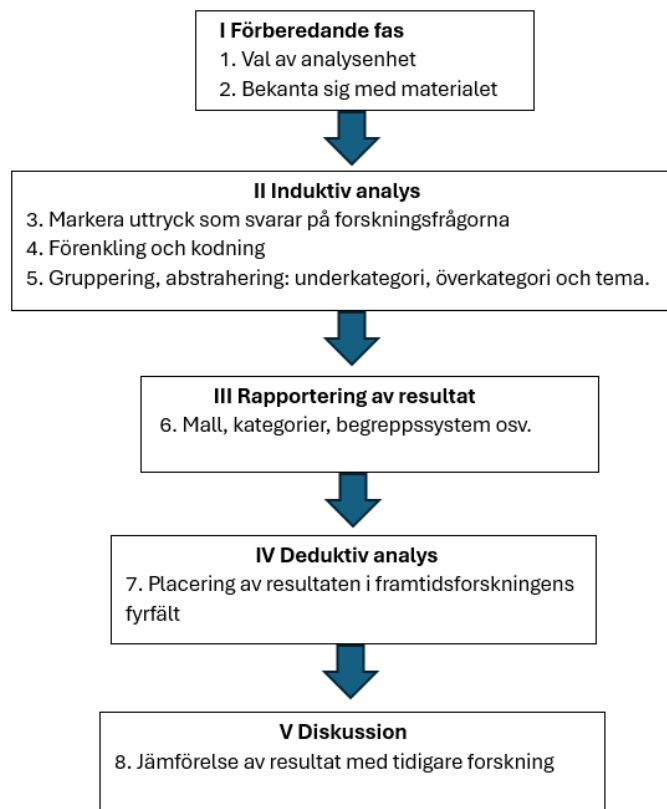 I Förberedande fas
1. Val av analysenhet
2. Bekanta sig med materialet
II Induktiv analys
3. Markera uttryck som svarar på forskningsfrågorna
4. Förenkling och kodning
5. Gruppering, abstrahering: underkategori, överkategori och tema.
III Rapportering av resultat
6. Mall, kategorier, begreppssystem osv.
IV Deduktiv analys
7. Placering av resultaten i framtidsforskningens
fyrfält
V Diskussion
8. Jämförelse av resultat med tidigare forskning